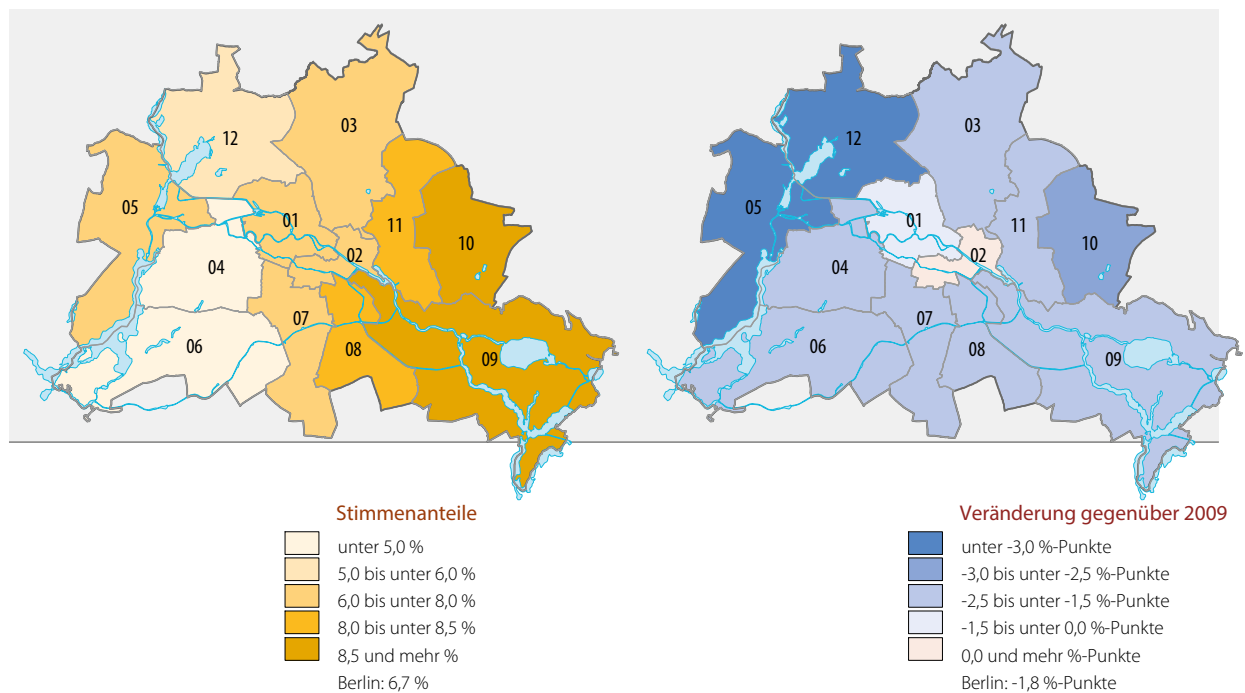 12
03
05
01
11
02
10
04
07
06
08
09
12
03
05
01
11
02
10
04
07
06
08
09
Stimmenanteile
unter 5,0 %
5,0 bis unter 6,0 %
6,0 bis unter 8,0 %
8,0 bis unter 8,5 %
8,5 und mehr %
Berlin: 6,7 %
Veränderung gegenüber 2009
unter -3,0 %-Punkte
-3,0 bis unter -2,5 %-Punkte
-2,5 bis unter -1,5 %-Punkte
-1,5 bis unter 0,0 %-Punkte
0,0 und mehr %-Punkte
Berlin: -1,8 %-Punkte